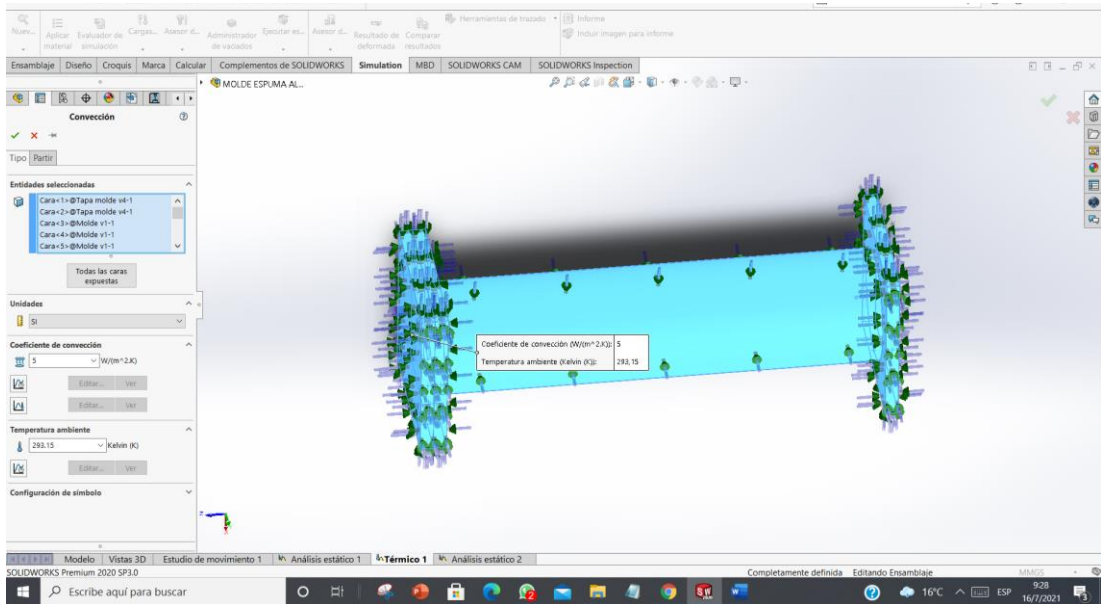 Nuev...
Aplicar material
Evaluador de simulación
Cargas...
Asesor d...
Administrador de vaciados
Ejecutar es...
Asesor d...
Resultado de deformada
Comparar resultados
Herramientas de trazado
Informe
Incluir imagen para informe
Ensamblaje Diseño Croquis Marca Calcular Complementos de SOLIDWORKS Simulation MBD SOLIDWORKS CAM SOLIDWORKS Inspection
MOLDE ESPUMA AL...
Convección
Tipo Partir
Entidades seleccionadas
Cara<1>@Tapa molde v4-1
Cara<2>@Tapa molde v4-1
Cara<3>@Molde v1-1
Cara<4>@Molde v1-1
Cara<5>@Molde v1-1
Todas las caras
expuestas
Unidades
SI
Coeficiente de convección
5 W/(m^2.K)
Editar... Ver
Editar... Ver
Temperatura ambiente
293.15 Kelvin (K)
Editar... Ver
Configuración de símbolo
Coeficiente de convección (W/(m^2.K)): 5
Temperatura ambiente (Kelvin (K)): 293,15
z
x
Modelo Vistas 3D Estudio de movimiento 1 Análisis estático 1 Térmico 1 Análisis estático 2
SOLIDWORKS Premium 2020 SP3.0 Completamente definida Editando Ensamblaje MMGS
Escribe aquí para buscar 16°C ESP 9:28
16/7/2021